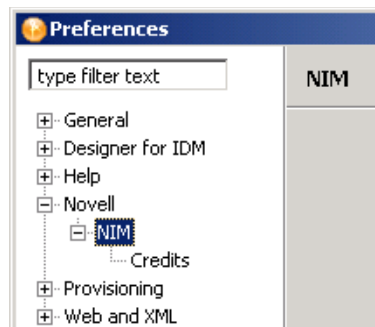 Preferences
type filter text
NIM
General
Designer for IDM
Help
Novell
NIM
Credits
Provisioning
Web and XML